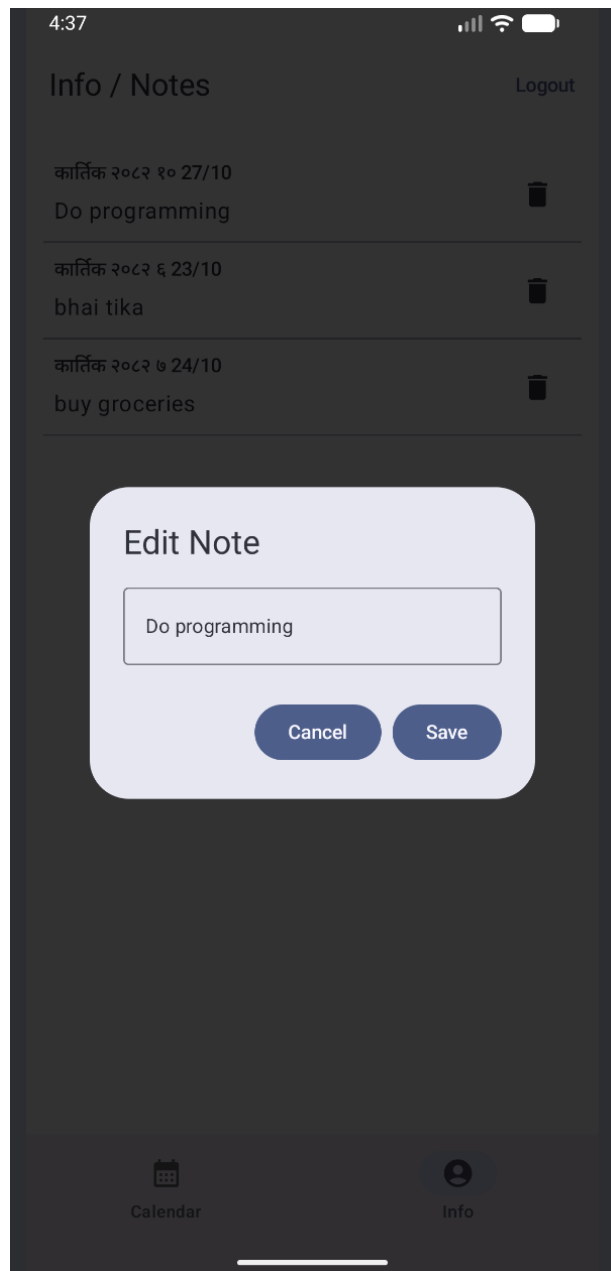 4:37
Info / Notes
Logout
कार्तिक २०८२ १० 27/10
Do programming
कार्तिक २०८२ ६ 23/10
bhai tika
कार्तिक २०८२ ७ 24/10
buy groceries
Edit Note
Do programming
Cancel Save
Calendar Info